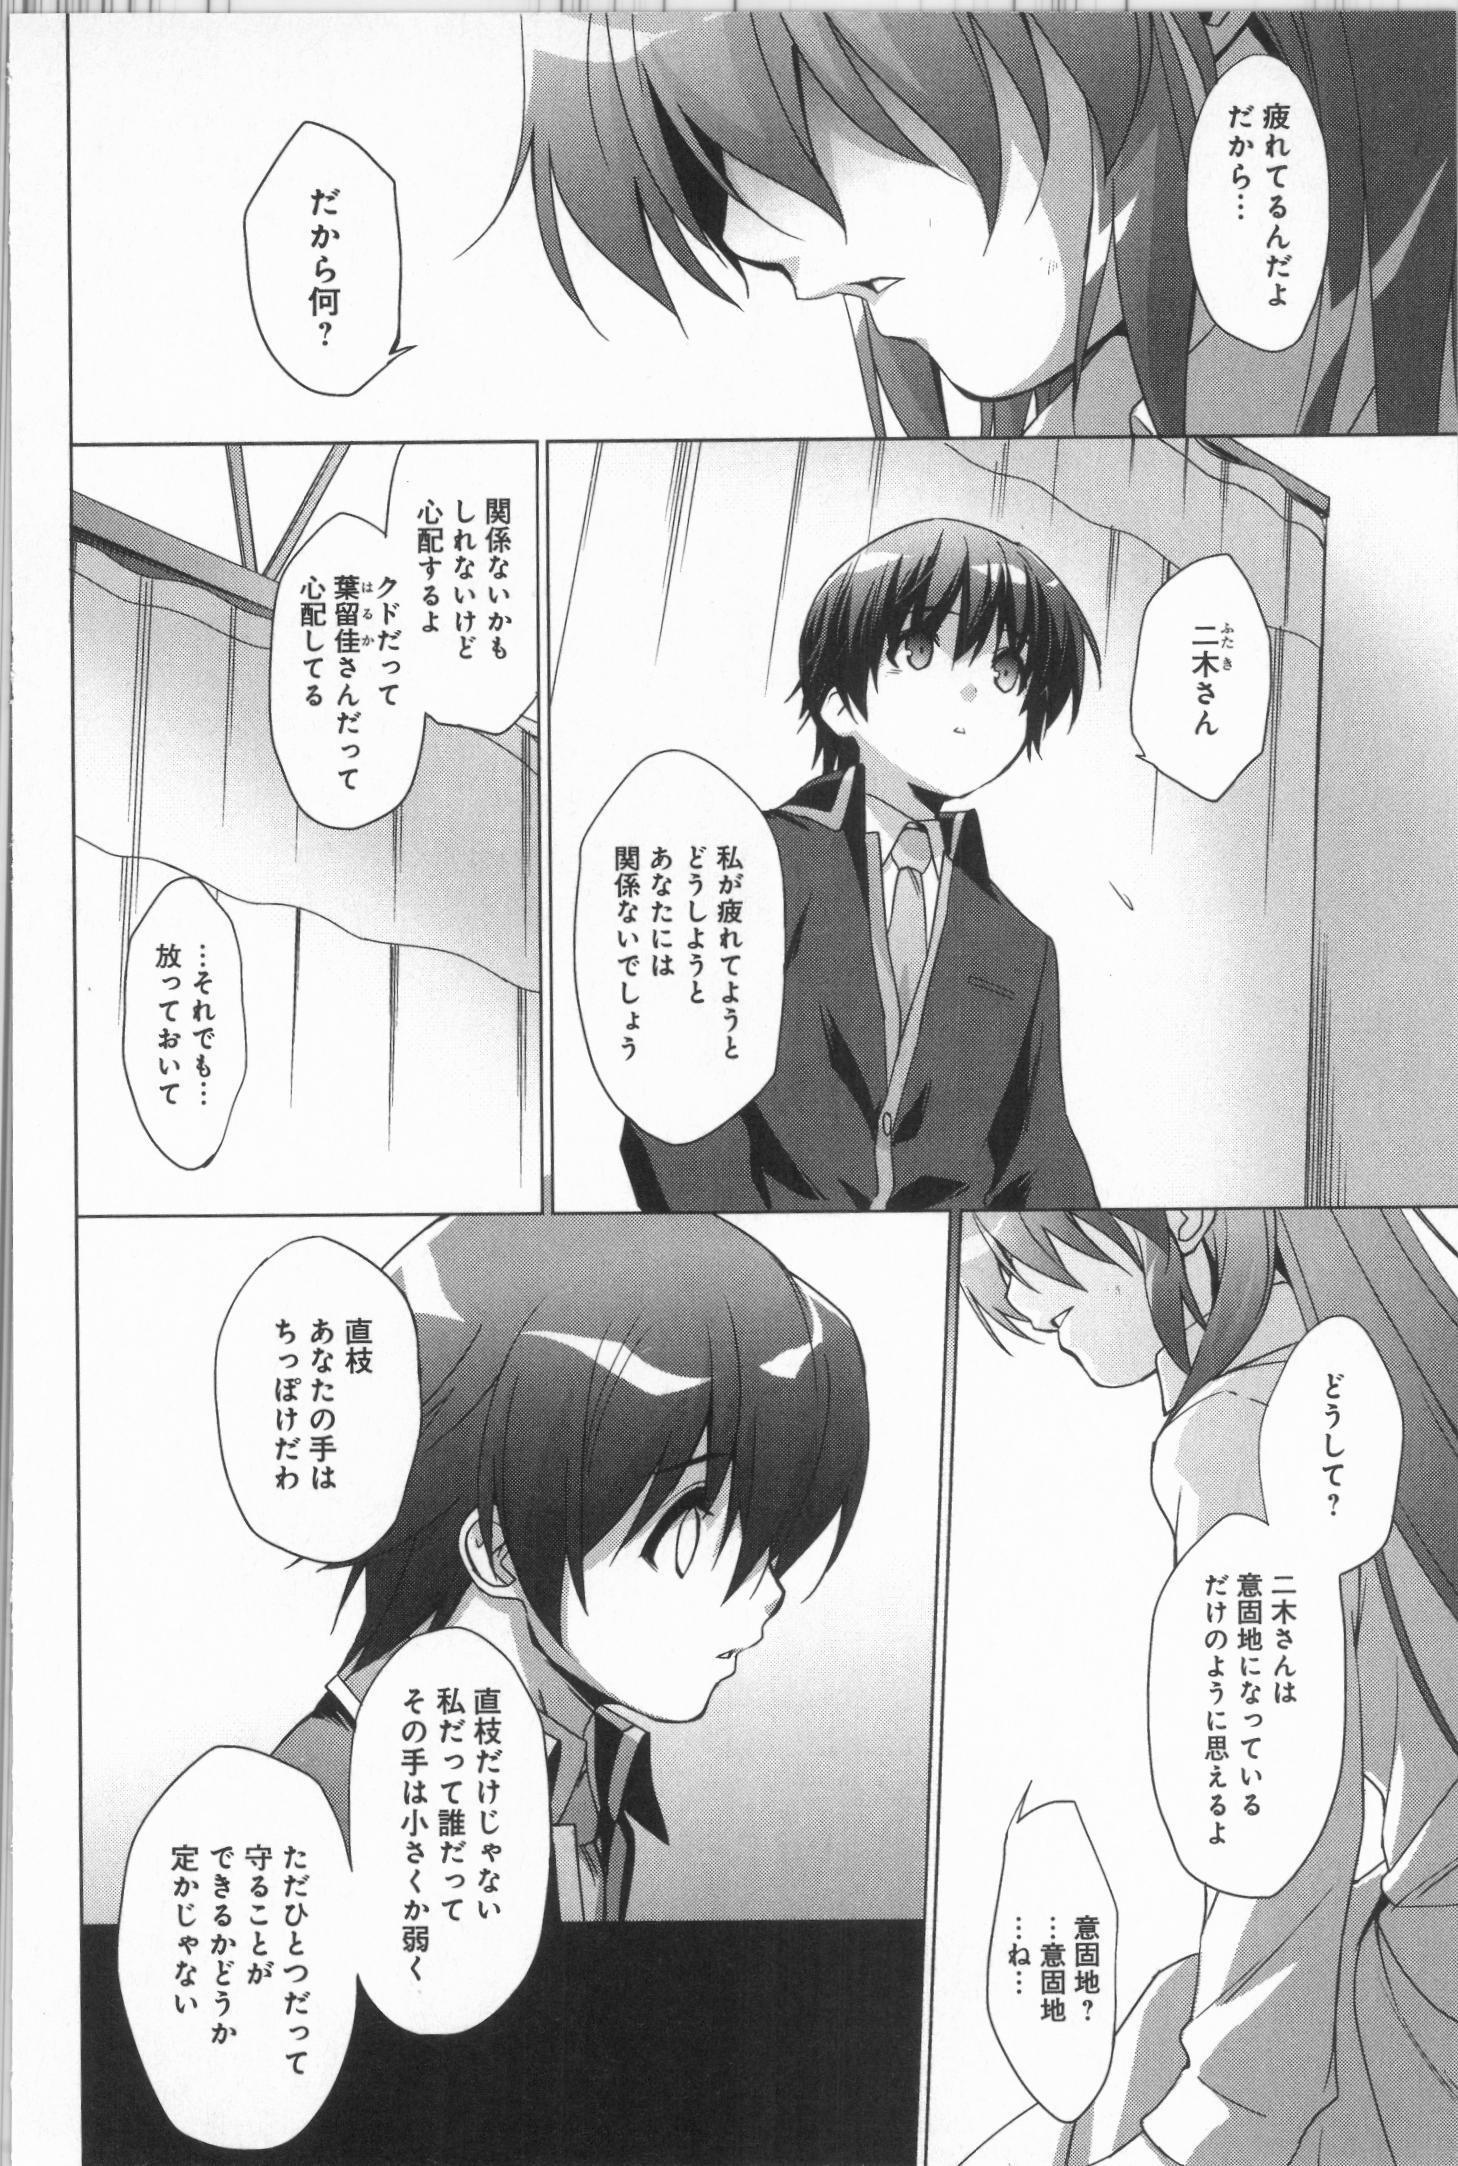 疲れてるんだよ
だから…
だから何?
二木さん
ふたき
私が疲れてようと
どうしようと
あなたには
関係ないでしょう
関係ないかも
しれないけど
心配するよ
クドだって
葉留佳さんだって
はるか
心配してる
…それでも…
放っておいて
どうして?
二木さんは
意固地になっている
だけのように思えるよ
意固地?
…意固地
…ね…
直枝
あなたの手は
ちっぽけだわ
直枝だけじゃない
私だって誰だって
その手は小さくか弱く
ただひとつだって
守ることが
できるかどうか
定かじゃない